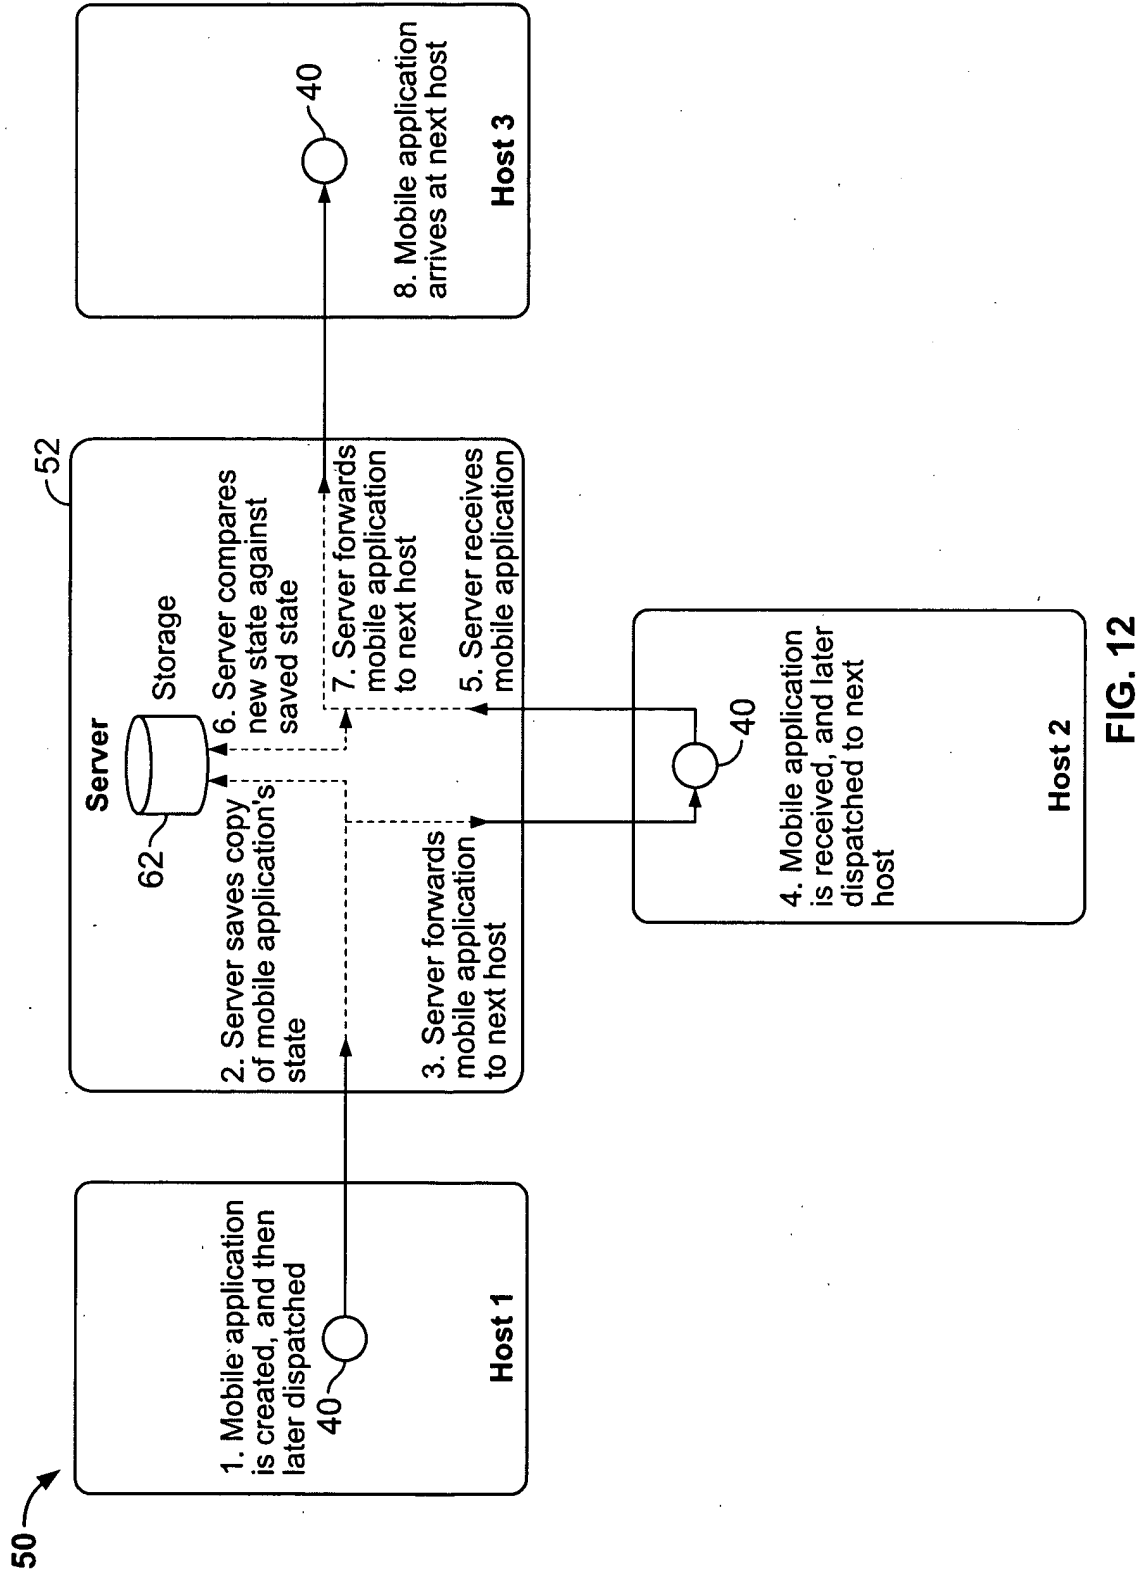 50
1. Mobile application
is created, and then
later dispatched
40
Host 1
52
Server
62
Storage
2. Server saves copy
of mobile application's
state
3. Server forwards
mobile application
to next host
6. Server compares
new state against
saved state
7. Server forwards
mobile application
to next host
5. Server receives
mobile application
40
4. Mobile application
is received, and later
dispatched to next
host
Host 2
40
8. Mobile application
arrives at next host
Host 3
FIG. 12